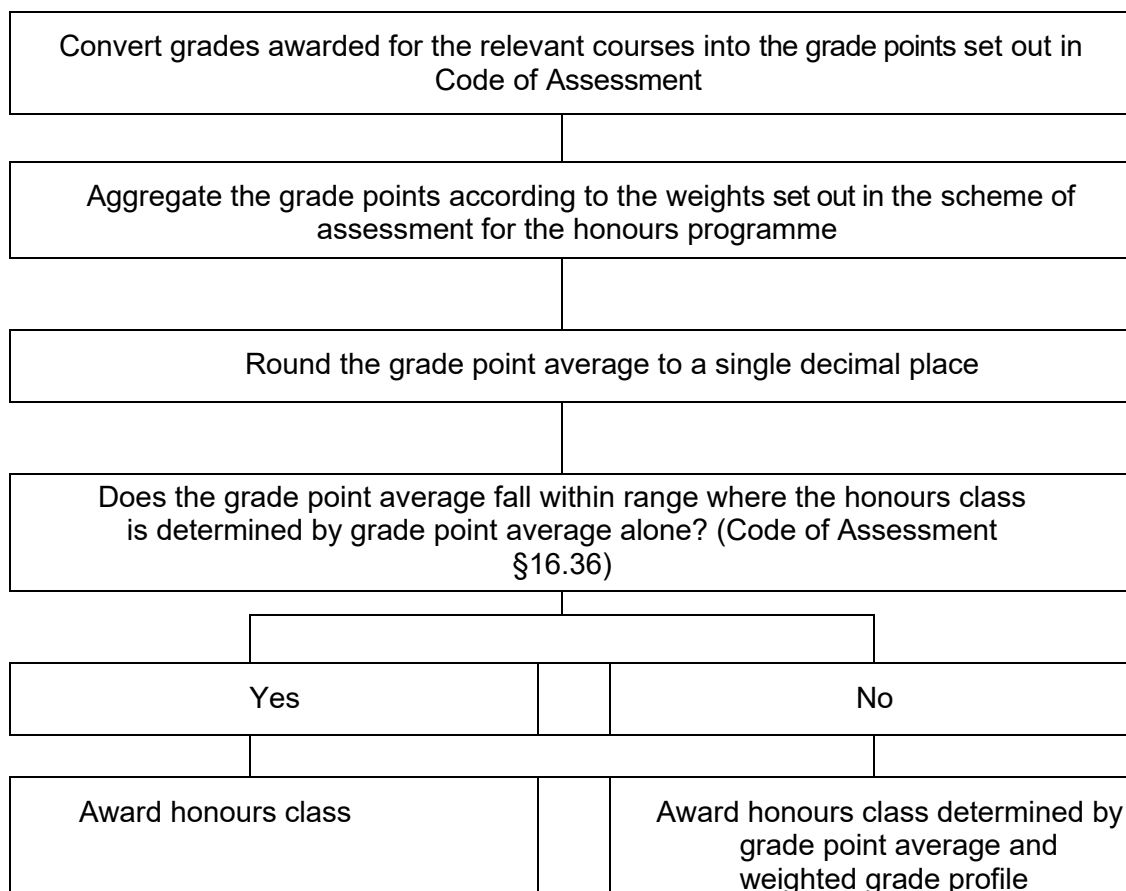 Convert grades awarded for the relevant courses into the grade points set out in
Code of Assessment
Aggregate the grade points according to the weights set out in the scheme of
assessment for the honours programme
Round the grade point average to a single decimal place
Does the grade point average fall within range where the honours class
is determined by grade point average alone? (Code of Assessment
§16.36)
Yes
No
Award honours class
Award honours class determined by
grade point average and
weighted grade profile